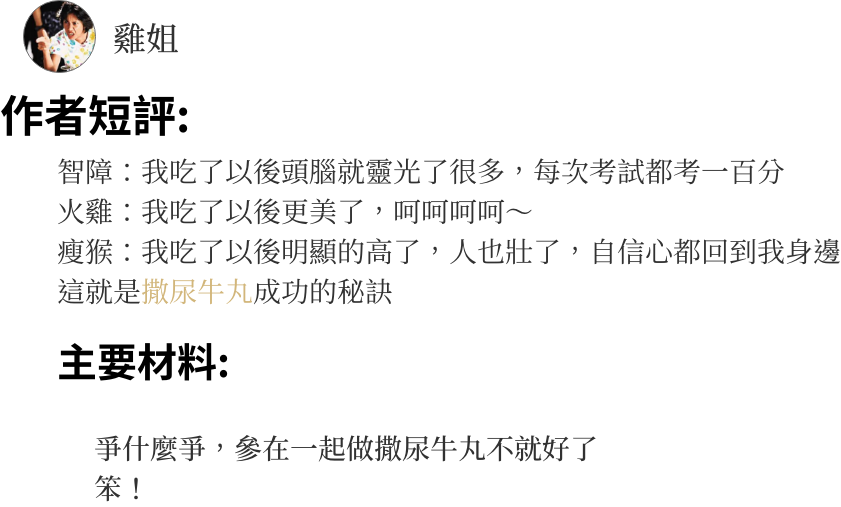 雞姐
作者短評:
智障：我吃了以後頭腦就靈光了很多，每次考試都考一百分
火雞：我吃了以後更美了，呵呵呵呵～
瘦猴：我吃了以後明顯的高了，人也壯了，自信心都回到我身邊
這就是撒尿牛丸成功的秘訣
主要材料:
爭什麼爭，參在一起做撒尿牛丸不就好了
笨！